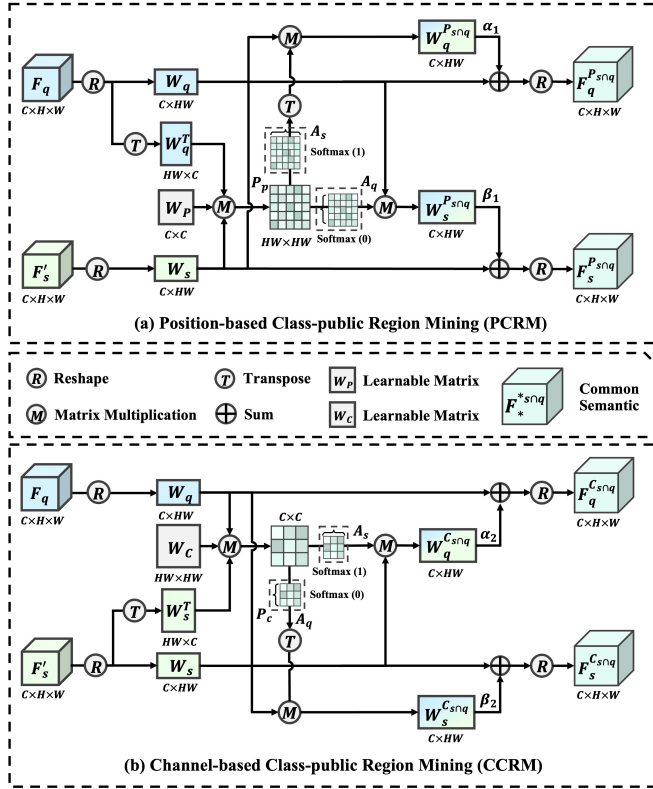 F_q
C×H×W
R
W_q
C×HW
M
W_q^{P_{s∩q}}
C×HW
α_1
R
F_q^{P_{s∩q}}
C×H×W
T
W_q^T
HW×C
T
A_s
Softmax (1)
W_P
C×C
M
P_p
HW×HW
A_q
Softmax (0)
M
W_s^{P_{s∩q}}
C×HW
β_1
F'_s
C×H×W
R
W_s
C×HW
R
F_s^{P_{s∩q}}
C×H×W
(a) Position-based Class-public Region Mining (PCRM)
R Reshape
T Transpose
W_P Learnable Matrix
F_*^{*s∩q}
Common
Semantic
M Matrix Multiplication
Sum
W_C Learnable Matrix
F_q
C×H×W
R
W_q
C×HW
R
F_q^{C_{s∩q}}
C×H×W
W_C
HW×HW
M
C×C
A_s
Softmax (1)
M
W_q^{C_{s∩q}}
C×HW
α_2
T
W_s^T
HW×C
P_c
Softmax (0)
A_q
T
F'_s
C×H×W
R
W_s
C×HW
R
F_s^{C_{s∩q}}
C×H×W
M
W_s^{C_{s∩q}}
C×HW
β_2
(b) Channel-based Class-public Region Mining (CCRM)